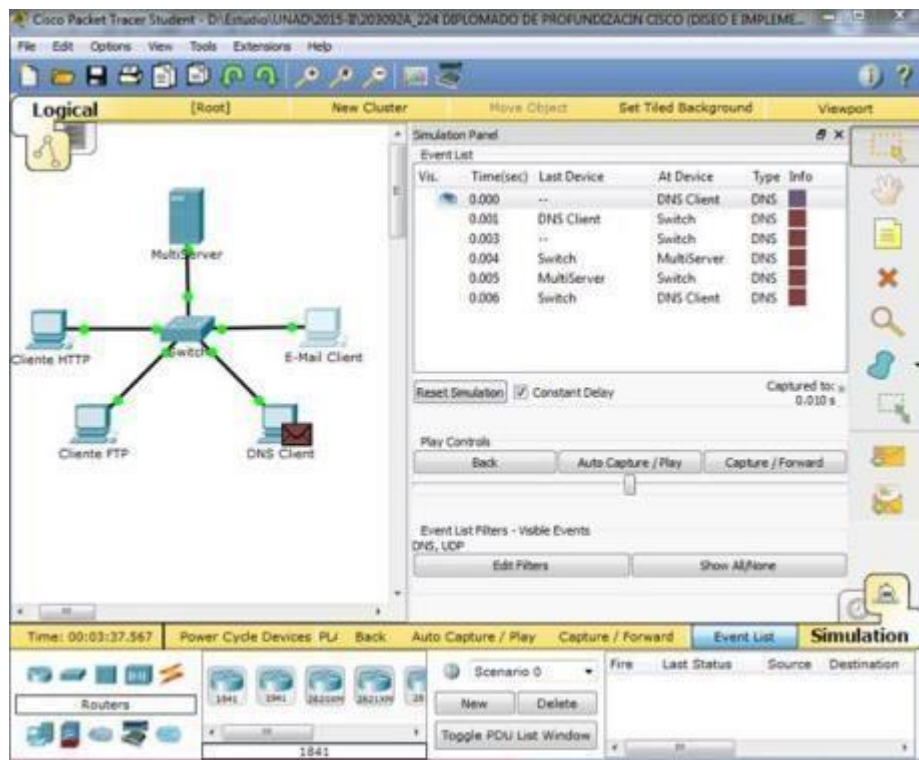 Cisco Packet Tracer Student - D:\Estudio\UNAD\2015-II\203092A_224 DIPLOMADO DE PROFUNDIZACIN CISCO (DISEO E IMPLEME...
File Edit Options View Tools Extensions Help
Logical [Root] New Cluster Move Object Set Tiled Background Viewport
Simulation Panel
Event List
Vis. Time(sec) Last Device At Device Type Info
0.000 -- DNS Client DNS
0.001 DNS Client Switch DNS
0.003 -- Switch DNS
0.004 Switch MultiServer DNS
0.005 MultiServer Switch DNS
0.006 Switch DNS Client DNS
MultiServer
Cliente HTTP
Switch
E-Mail Client
Cliente FTP
DNS Client
Reset Simulation Constant Delay
Captured to:
0.010 s
Play Controls
Back Auto Capture / Play Capture / Forward
Event List Filters - Visible Events
DNS, UDP
Edit Filters Show All/None
Time: 00:03:37.567 Power Cycle Devices Back Auto Capture / Play Capture / Forward Event List Simulation
Routers
1841 1941 2620XM 2621XM 28
1841
Scenario 0
New Delete
Toggle PDU List Window
Fire Last Status Source Destination